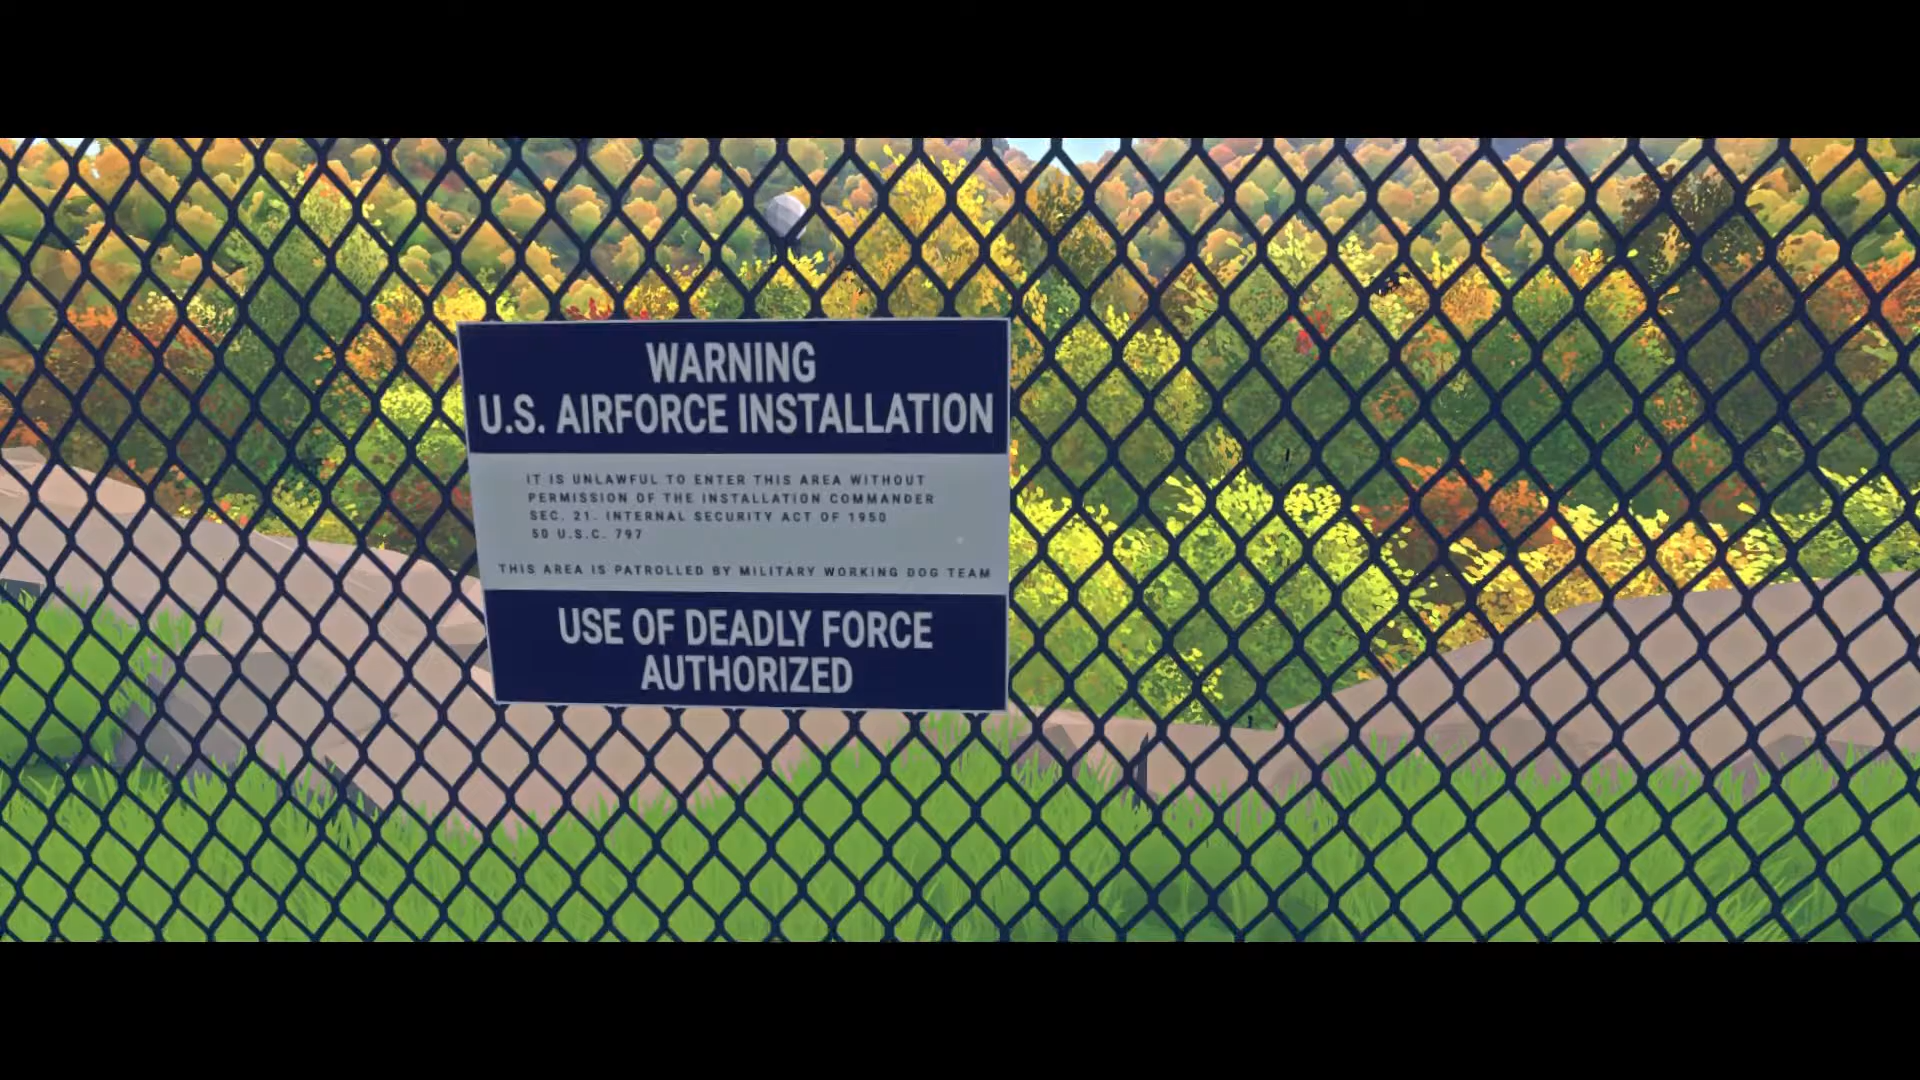 WARNING
U.S. AIRFORCE INSTALLATION
IT IS UNLAWFUL TO ENTER THIS AREA WITHOUT
PERMISSION OF THE INSTALLATION COMMANDER
SEC. 21. INTERNAL SECURITY ACT OF 1950
50 U.S.C. 797
THIS AREA IS PATROLLED BY MILITARY WORKING DOG TEAM
USE OF DEADLY FORCE
AUTHORIZED